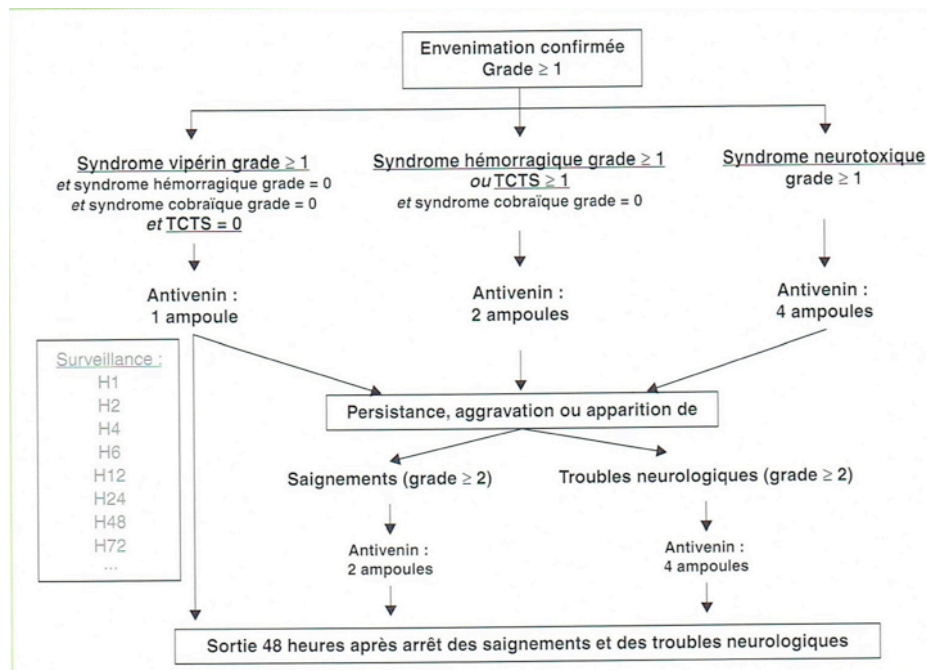 Envenimation confirmée
Grade ≥ 1
Syndrome vipérin grade ≥ 1
et syndrome hémorragique grade = 0
et syndrome cobraïque grade = 0
et TCTS = 0
Syndrome hémorragique grade ≥ 1
ou TCTS ≥ 1
et syndrome cobraïque grade = 0
Syndrome neurotoxique
grade ≥ 1
Antivenin :
1 ampoule
Antivenin :
2 ampoules
Antivenin :
4 ampoules
Surveillance :
H1
H2
H4
H6
H12
H24
H48
H72
...
Persistance, aggravation ou apparition de
Saignements (grade ≥ 2)
Troubles neurologiques (grade ≥ 2)
Antivenin :
2 ampoules
Antivenin :
4 ampoules
Sortie 48 heures après arrêt des saignements et des troubles neurologiques